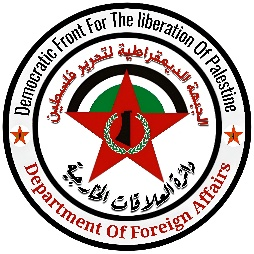 Democratic Front For The liberation Of Palestine
الجبهة الديمقراطية لتحرير فلسطين
دائرة العلاقات الخارجية
Department Of Foreign Affairs